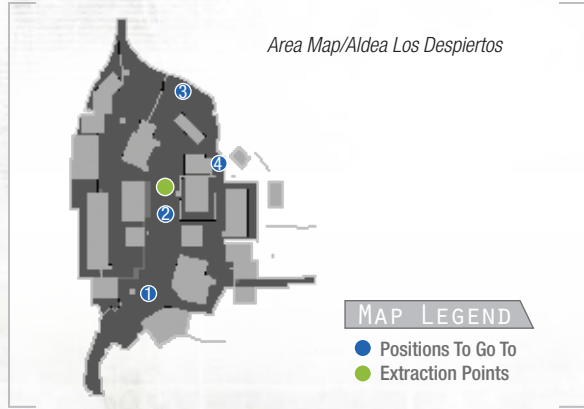 Area Map/Aldea Los Despiertos
3
4
2
1
MAP LEGEND
Positions To Go To
Extraction Points